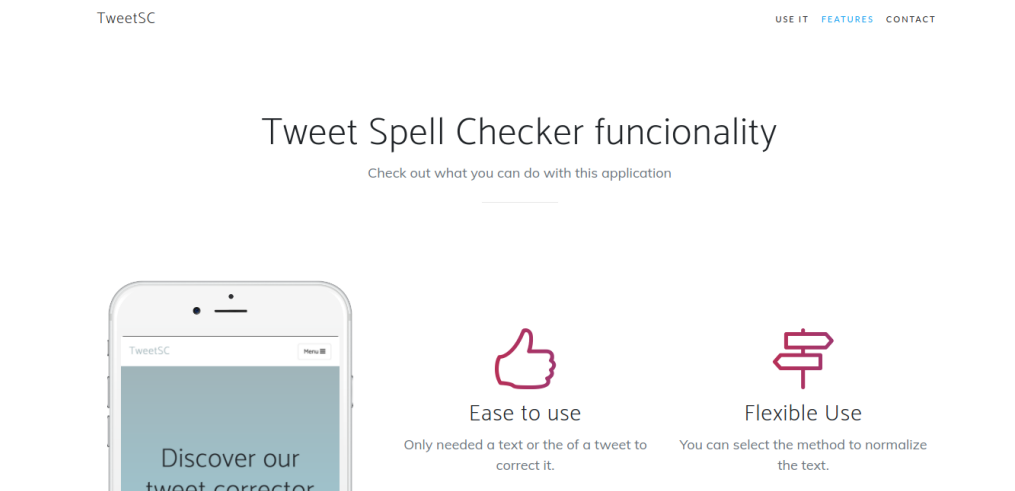 TweetSC
USE IT FEATURES CONTACT
Tweet Spell Checker funcionality
Check out what you can do with this application
TweetSC
Menu
Discover our
tweet corrector
Ease to use
Only needed a text or the of a tweet to
correct it.
Flexible Use
You can select the method to normalize
the text.